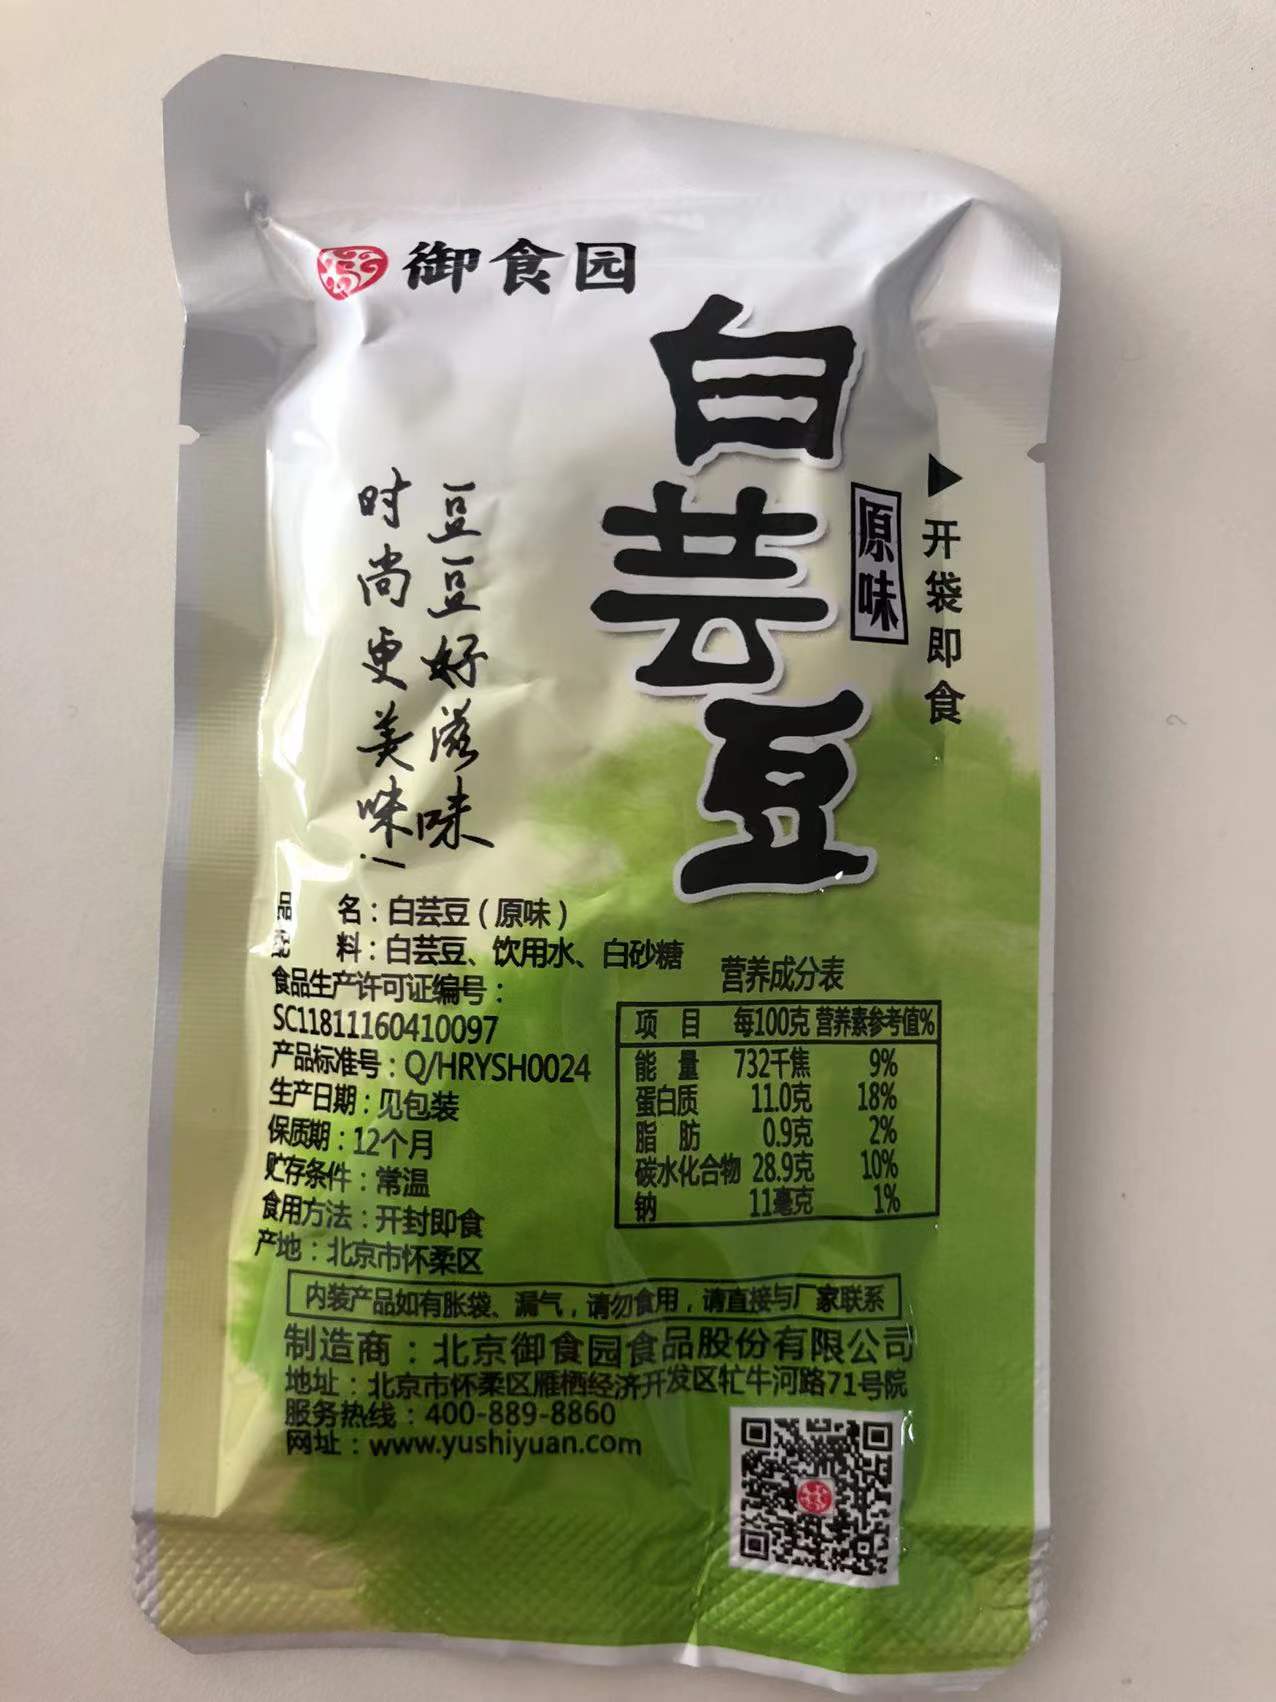 御食园
白芸豆
原味
开袋即食
豆豆好滋味
时尚更美味
品 名：白芸豆（原味）
配 料：白芸豆、饮用水、白砂糖
食品生产许可证编号：
SC11811160410097
产品标准号：Q/HRYSH0024
生产日期：见包装
保质期：12个月
贮存条件：常温
食用方法：开封即食
产地：北京市怀柔区
营养成分表
项 目 每100克 营养素参考值%
能 量 732千焦 9%
蛋白质 11.0克 18%
脂 肪 0.9克 2%
碳水化合物 28.9克 10%
钠 11毫克 1%
内装产品如有胀袋、漏气，请勿食用，请直接与厂家联系
制造商：北京御食园食品股份有限公司
地址：北京市怀柔区雁栖经济开发区牤牛河路71号院
服务热线：400-889-8860
网址：www.yushiyuan.com